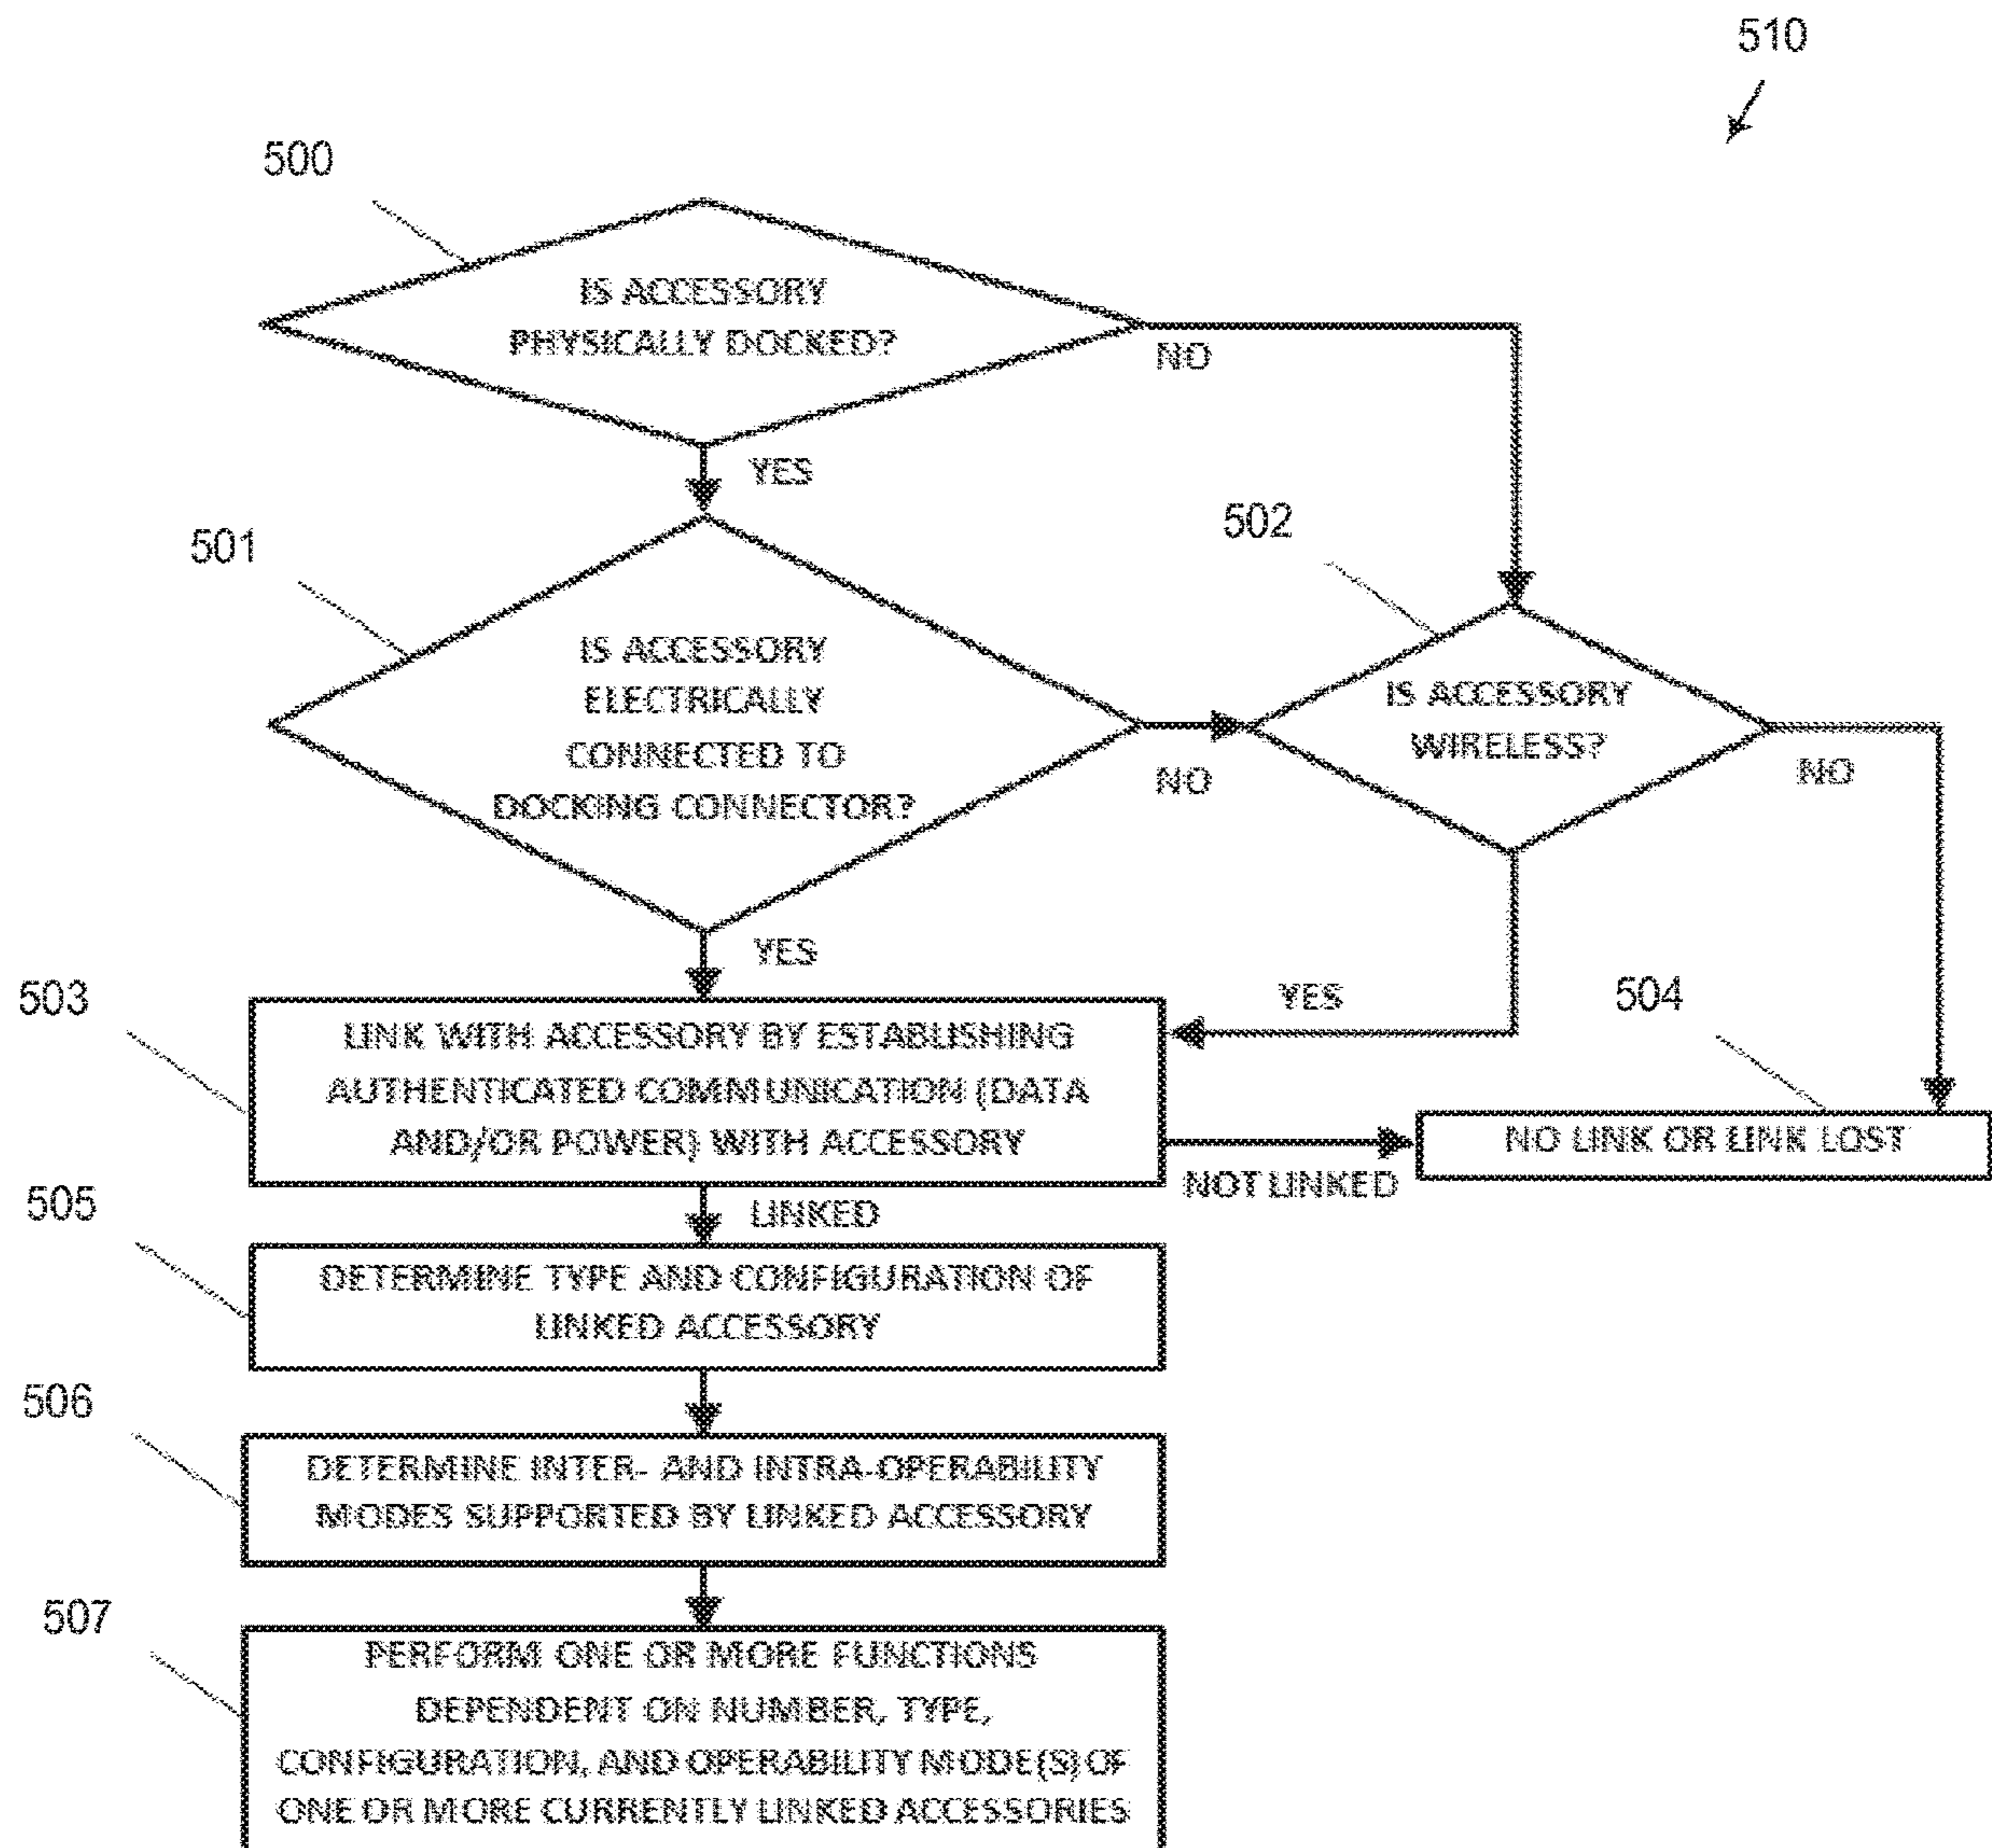 510
500
IS ACCESSORY
PHYSICALLY DOCKED?
NO
YES
501
502
IS ACCESSORY
ELECTRICALLY
CONNECTED TO
DOCKING CONNECTOR?
NO
IS ACCESSORY
WIRELESS?
NO
YES
YES
503
504
LINK WITH ACCESSORY BY ESTABLISHING
AUTHENTICATED COMMUNICATION (DATA
AND/OR POWER) WITH ACCESSORY
NO LINK OR LINK LOST
NOT LINKED
LINKED
505
DETERMINE TYPE AND CONFIGURATION OF
LINKED ACCESSORY
506
DETERMINE INTER- AND INTRA-OPERABILITY
MODES SUPPORTED BY LINKED ACCESSORY
507
PERFORM ONE OR MORE FUNCTIONS
DEPENDENT ON NUMBER, TYPE,
CONFIGURATION, AND OPERABILITY MODE(S) OF
ONE OR MORE CURRENTLY LINKED ACCESSORIES